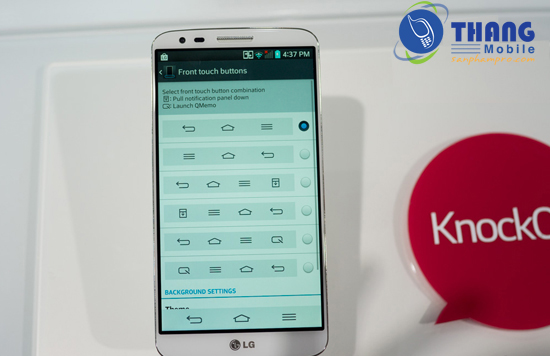 THANG
Mobile
4:37 PM
Front touch buttons
Select front touch button combination
: Pull notification panel down
: Launch QMemo
KnockO
BACKGROUND SETTINGS
Theme
LG